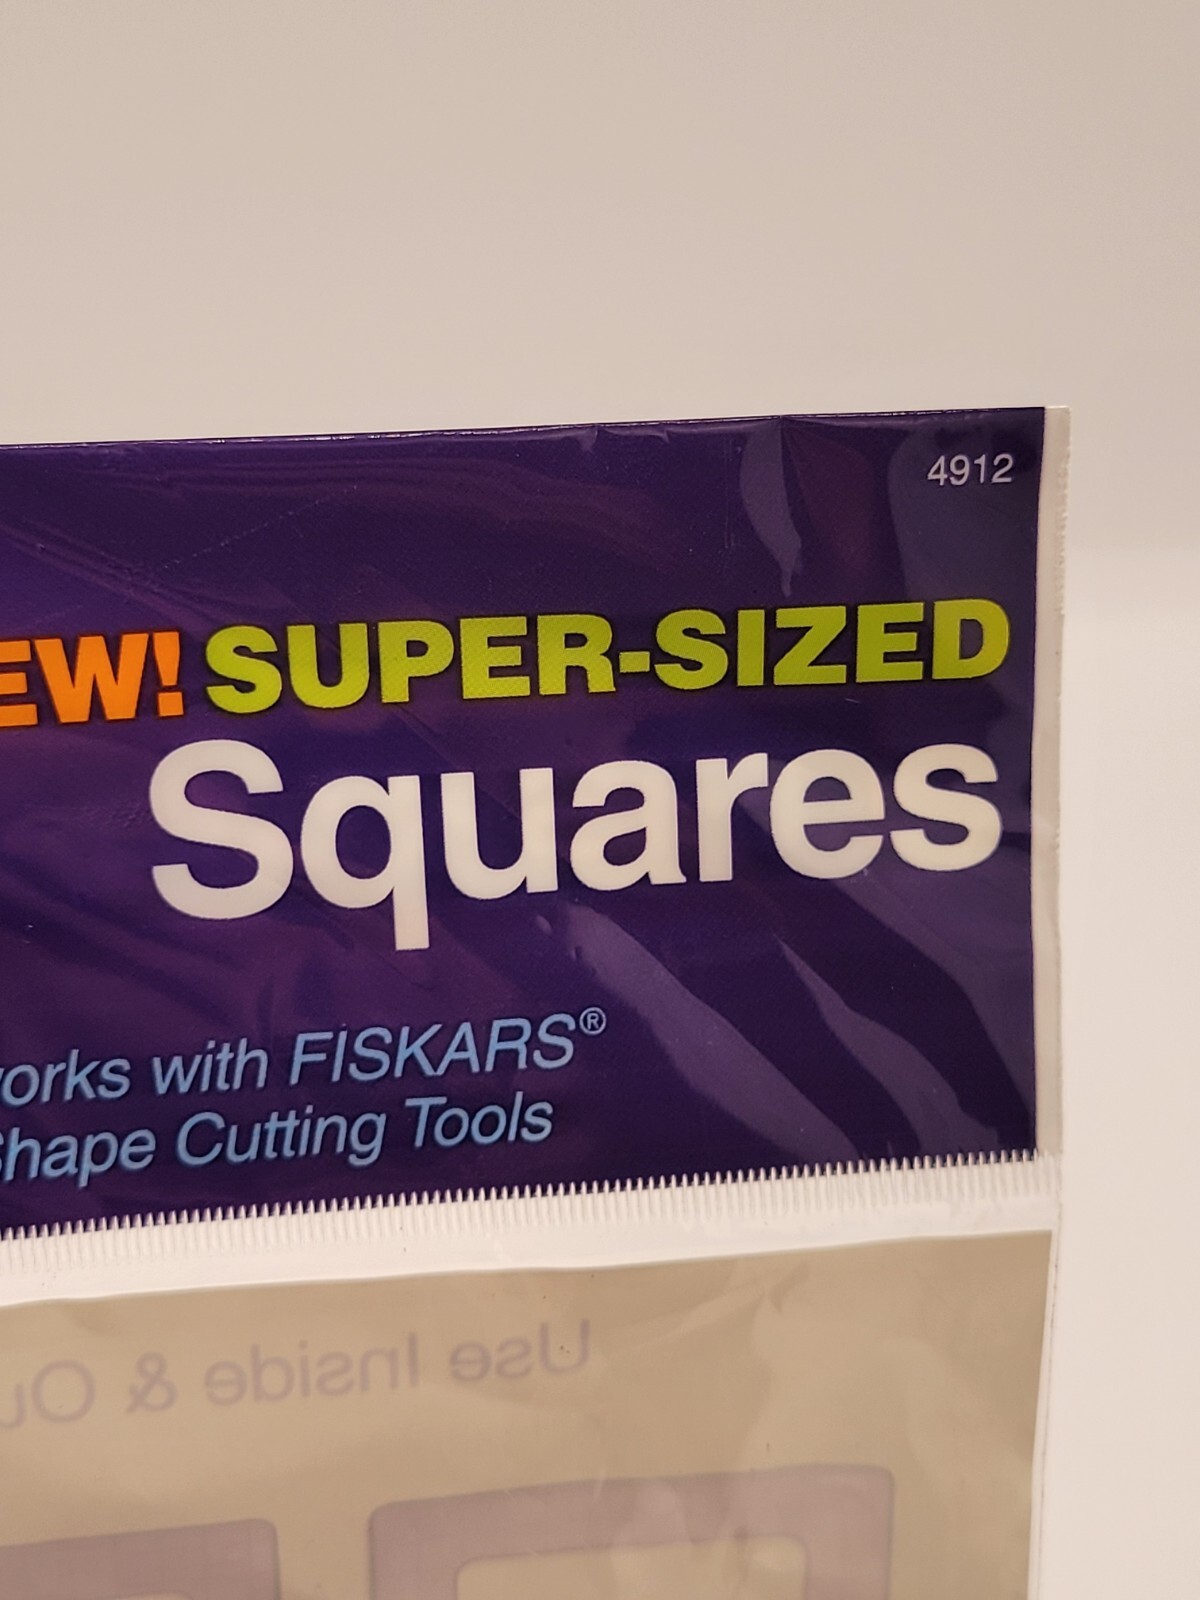 4912
EW! SUPER-SIZED
Squares
orks with FISKARS®
Shape Cutting Tools
Use Inside & Ou